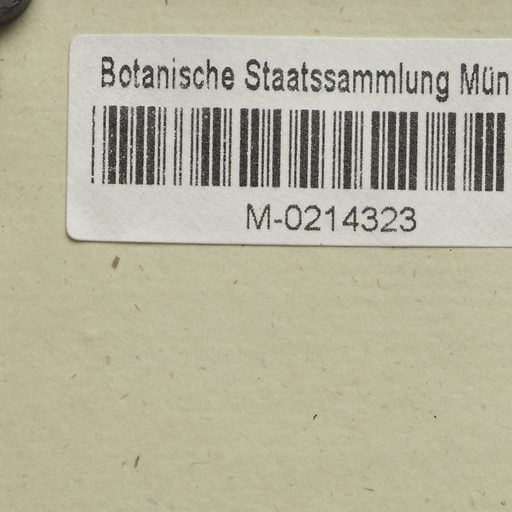 Botanische Staatssammlung Mün
M-0214323